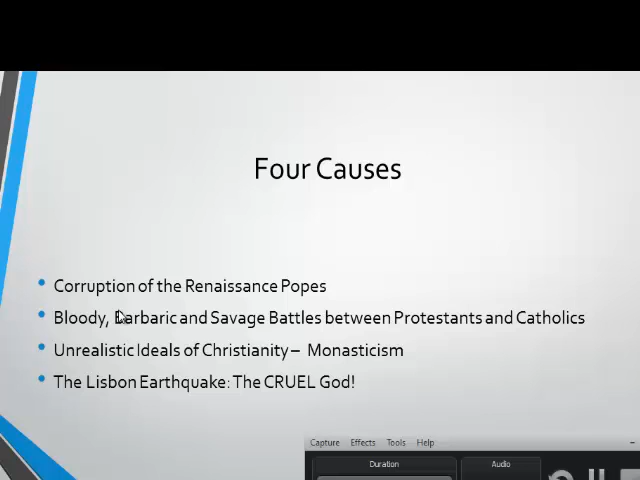 Four Causes
Corruption of the Renaissance Popes
Bloody, Barbaric and Savage Battles between Protestants and Catholics
Unrealistic Ideals of Christianity – Monasticism
The Lisbon Earthquake: The CRUEL God!
Capture Effects Tools Help
Duration Audio